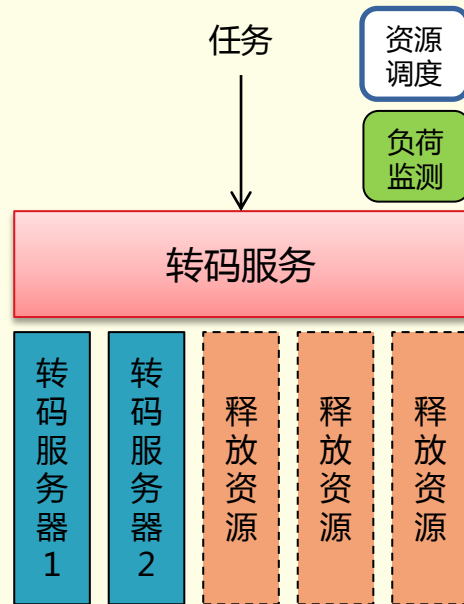 任务
资源
调度
负荷
监测
转码服务
转码服务器1
转码服务器2
释放资源
释放资源
释放资源